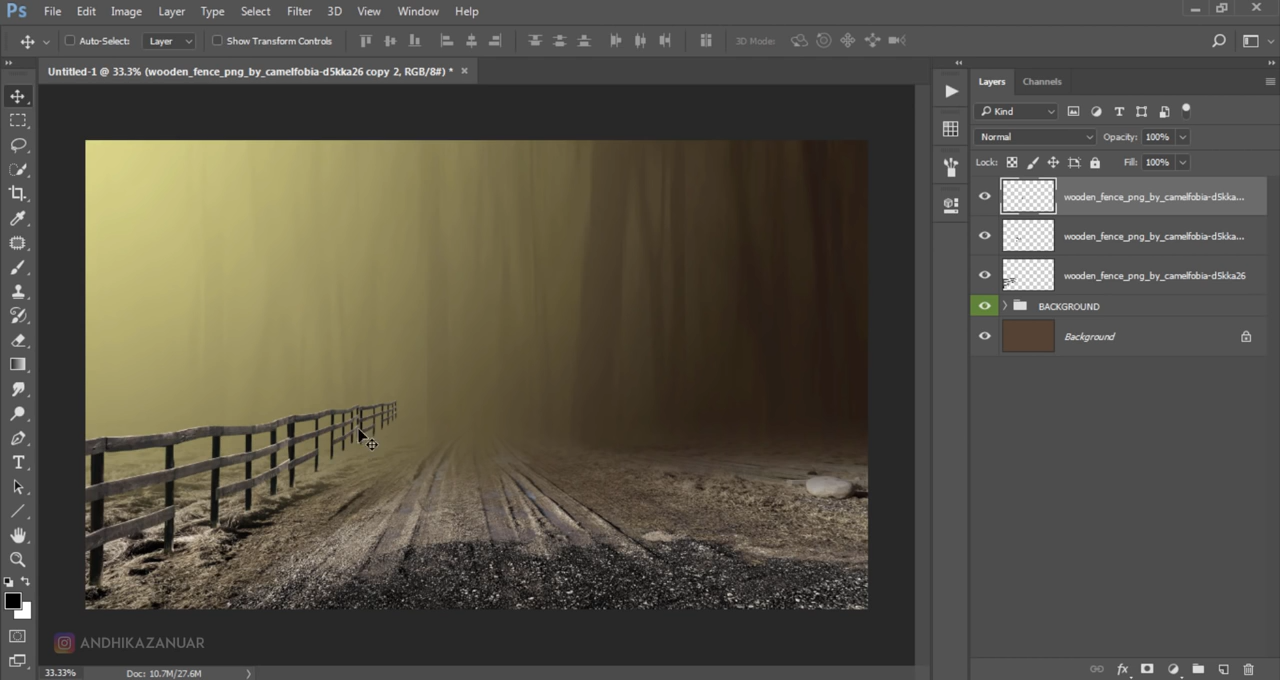 Ps File Edit Image Layer Type Select Filter 3D View Window Help
Auto-Select: Layer Show Transform Controls 3D Mode:
Untitled-1 @ 33.3% (wooden_fence_png_by_camelfobia-d5kka26 copy 2, RGB/8#) *
Layers Channels
Kind
Normal Opacity: 100%
Lock: Fill: 100%
wooden_fence_png_by_camelfobia-d5kka...
wooden_fence_png_by_camelfobia-d5kka...
wooden_fence_png_by_camelfobia-d5kka26
BACKGROUND
Background
ANDHIKAZANUAR
33.33% Doc: 10.7M/27.6M
fx